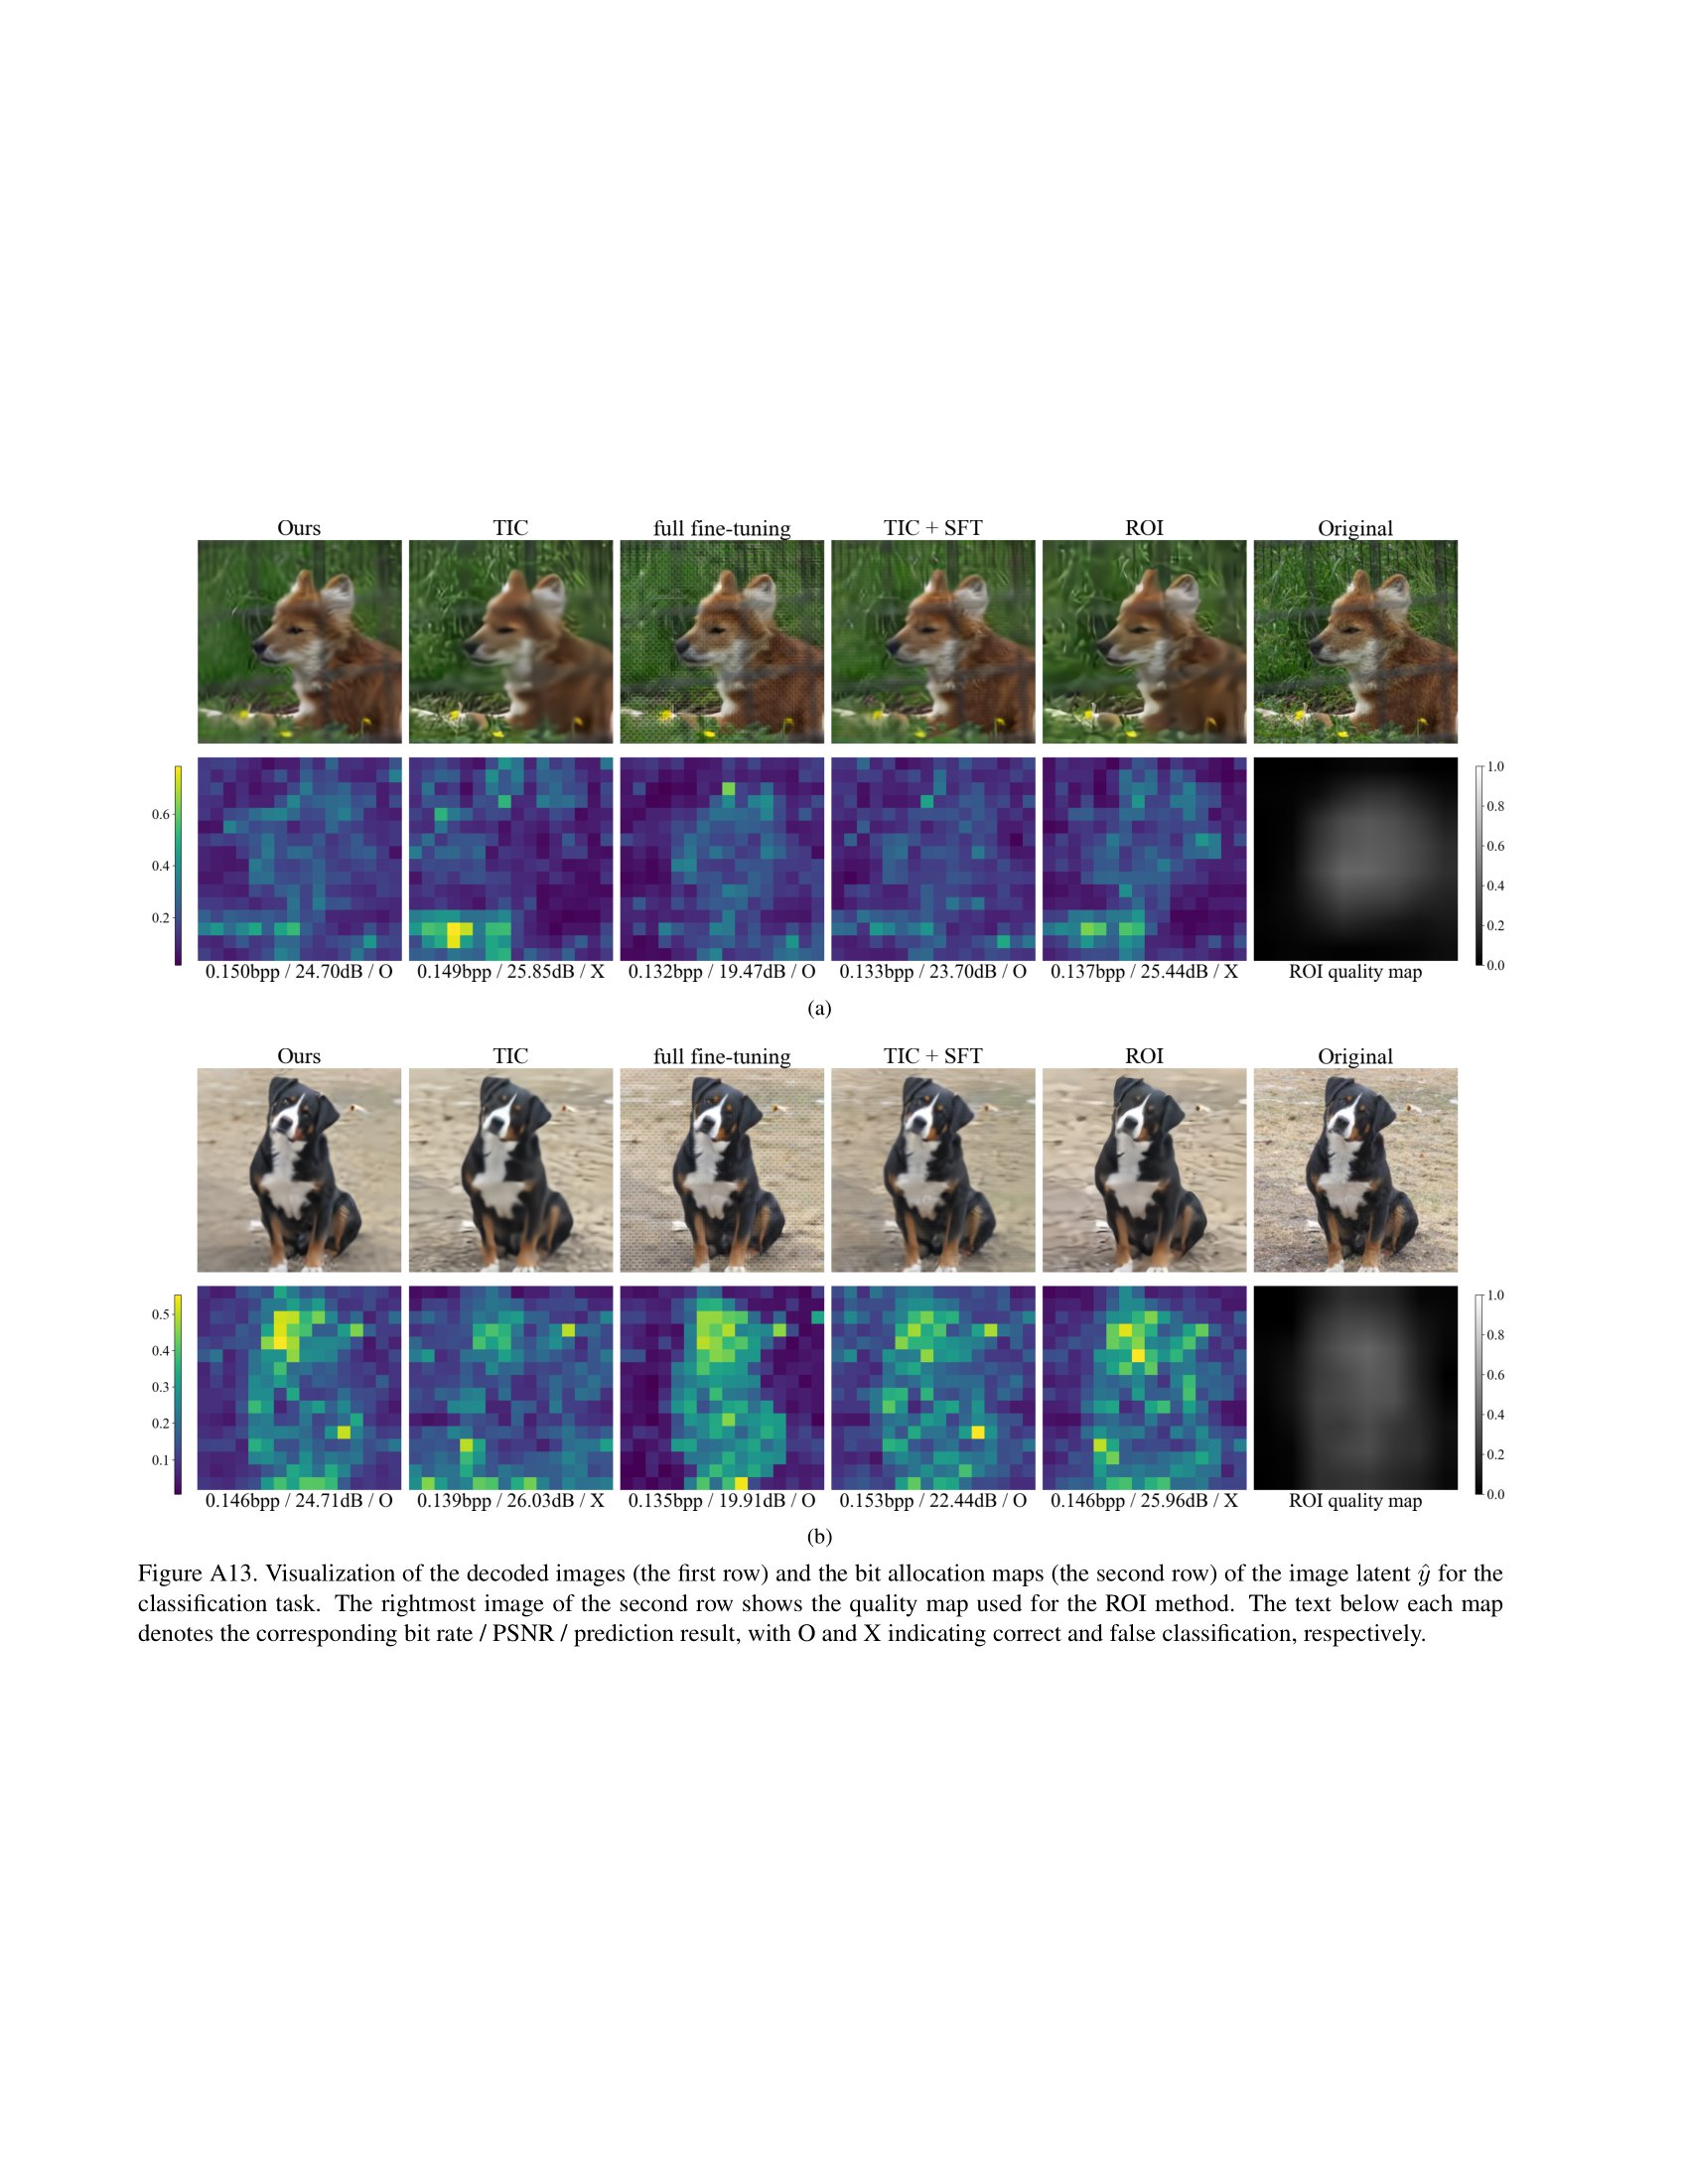 Ours TIC full fine-tuning TIC + SFT ROI Original
0.6
0.4
0.2
1.0
0.8
0.6
0.4
0.2
0.0
0.150bpp / 24.70dB / O 0.149bpp / 25.85dB / X 0.132bpp / 19.47dB / O 0.133bpp / 23.70dB / O 0.137bpp / 25.44dB / X ROI quality map
(a)
Ours TIC full fine-tuning TIC + SFT ROI Original
0.5
0.4
0.3
0.2
0.1
1.0
0.8
0.6
0.4
0.2
0.0
0.146bpp / 24.71dB / O 0.139bpp / 26.03dB / X 0.135bpp / 19.91dB / O 0.153bpp / 22.44dB / O 0.146bpp / 25.96dB / X ROI quality map
(b)
Figure A13. Visualization of the decoded images (the first row) and the bit allocation maps (the second row) of the image latent ŷ for the
classification task. The rightmost image of the second row shows the quality map used for the ROI method. The text below each map
denotes the corresponding bit rate / PSNR / prediction result, with O and X indicating correct and false classification, respectively.